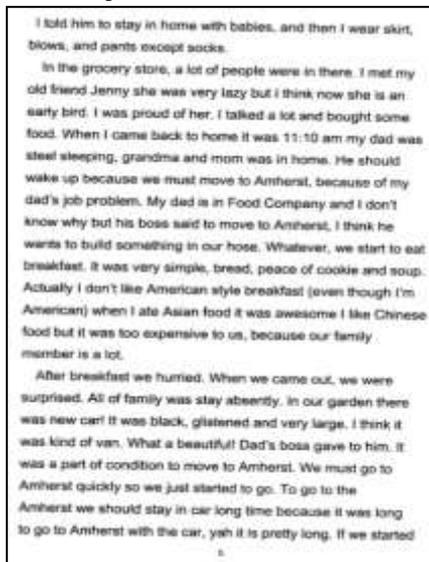 I told him to stay in home with babies, and then I wear skirt,
blows, and pants except socks.
In the grocery store, a lot of people were in there. I met my
old friend Jenny she was very lazy but i think now she is an
early bird. I was proud of her. I talked a lot and bought some
food. When I came back to home it was 11:10 am my dad was
steel sleeping, grandma and mom was in home. He should
wake up because we must move to Amherst, because of my
dad's job problem. My dad is in Food Company and I don't
know why but his boss said to move to Amherst, I think he
wants to build something in our hose. Whatever, we start to eat
breakfast. It was very simple, bread, peace of cookie and soup.
Actually I don't like American style breakfast (even though I'm
American) when I ate Asian food it was awesome I like Chinese
food but it was too expensive to us, because our family
member is a lot.
After breakfast we hurried. When we came out, we were
surprised. All of family was stay absently. In our garden there
was new car! It was black, glistened and very large. I think it
was kind of van. What a beautiful! Dad's boss gave to him. It
was a part of condition to move to Amherst. We must go to
Amherst quickly so we just started to go. To go to the
Amherst we should stay in car long time because it was long
to go to Amherst with the car, yah it is pretty long. If we started